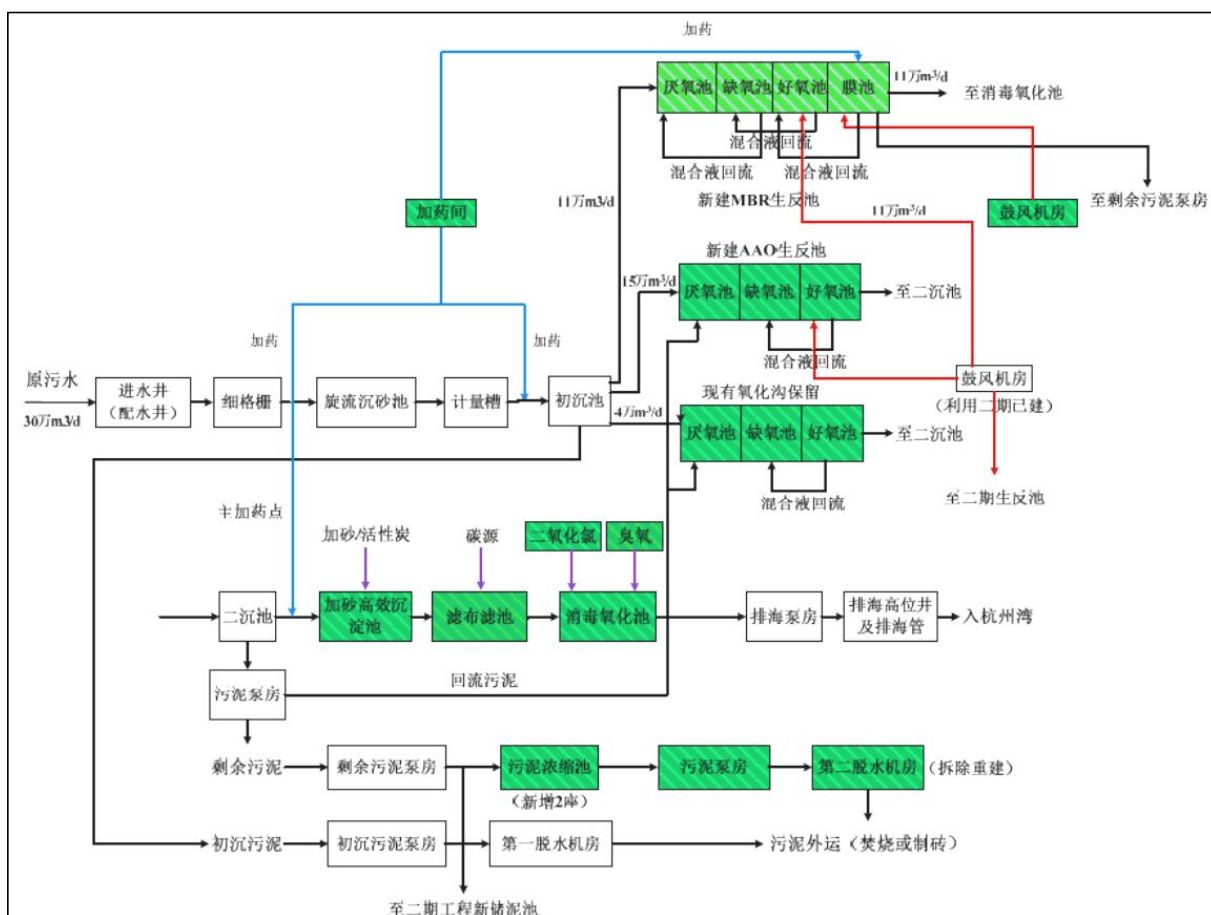 加药
厌氧池
缺氧池
好氧池
膜池
11万m³/d
至消毒氧化池
混合液回流
混合液回流
混合液回流
新建MBR生反池
至剩余污泥泵房
鼓风机房
11万m3/d
加药间
11万m³/d
新建AAO生反池
15万m³/d
厌氧池
缺氧池
好氧池
至二沉池
混合液回流
加药
加药
原污水
30万m3/d
进水井
（配水井）
细格栅
旋流沉砂池
计量槽
初沉池
4万m³/d
现有氧化沟保留
鼓风机房
（利用二期已建）
厌氧池
缺氧池
好氧池
至二沉池
混合液回流
至二期生反池
主加药点
加砂/活性炭
碳源
二氧化氯
臭氧
二沉池
加砂高效沉
淀池
滤布滤池
消毒氧化池
排海泵房
排海高位井
及排海管
入杭州湾
污泥泵房
回流污泥
剩余污泥
剩余污泥泵房
污泥浓缩池
（新增2座）
污泥泵房
第二脱水机房
（拆除重建）
初沉污泥
初沉污泥泵房
第一脱水机房
污泥外运（焚烧或制砖）
至二期工程新储泥池